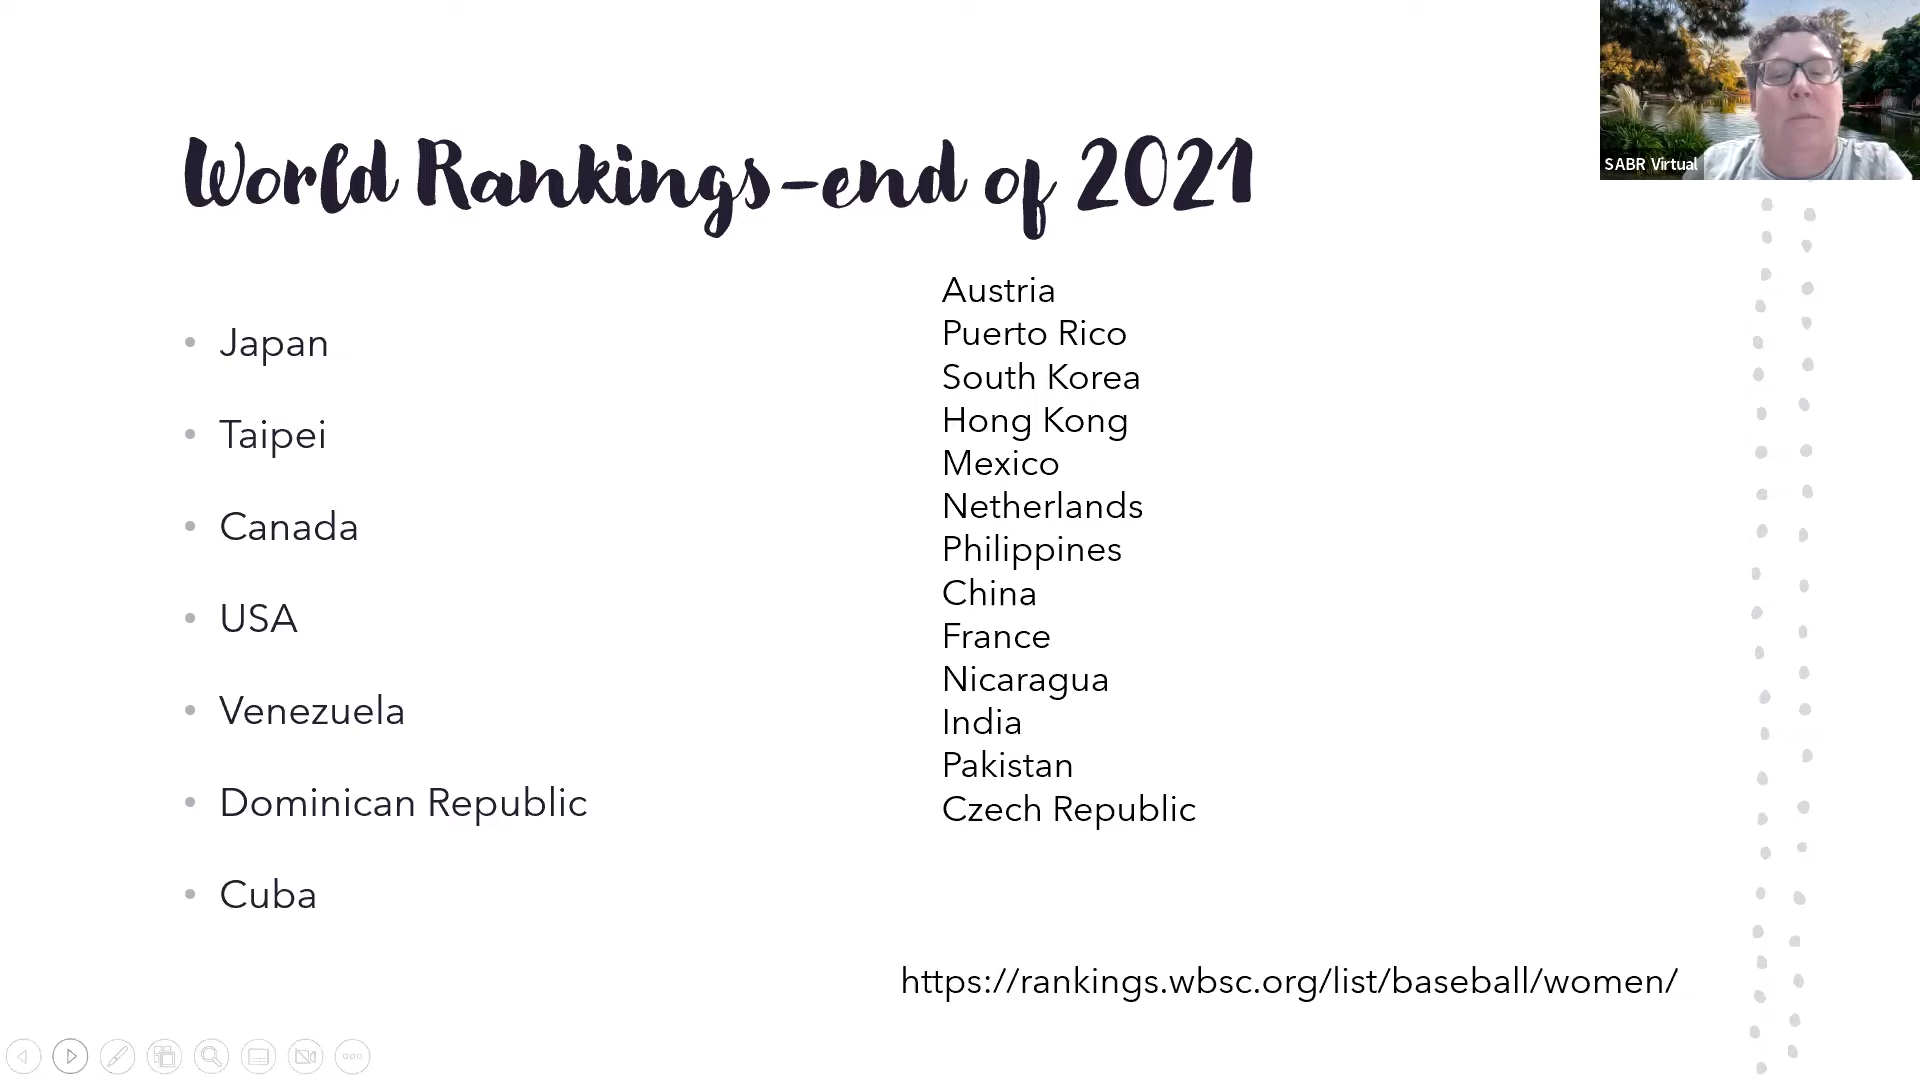 World Rankings-end of 2021
Japan
Taipei
Canada
USA
Venezuela
Dominican Republic
Cuba
Austria
Puerto Rico
South Korea
Hong Kong
Mexico
Netherlands
Philippines
China
France
Nicaragua
India
Pakistan
Czech Republic
https://rankings.wbsc.org/list/baseball/women/
SABR Virtual